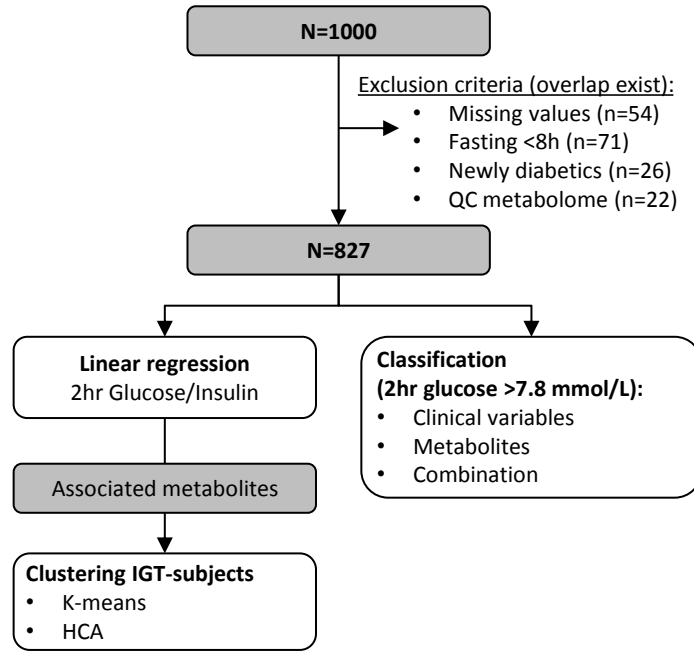 N=1000
Exclusion criteria (overlap exist):
• Missing values (n=54)
• Fasting <8h (n=71)
• Newly diabetics (n=26)
• QC metabolome (n=22)
N=827
Linear regression
2hr Glucose/Insulin
Classification
(2hr glucose >7.8 mmol/L):
• Clinical variables
• Metabolites
• Combination
Associated metabolites
Clustering IGT-subjects
• K-means
• HCA